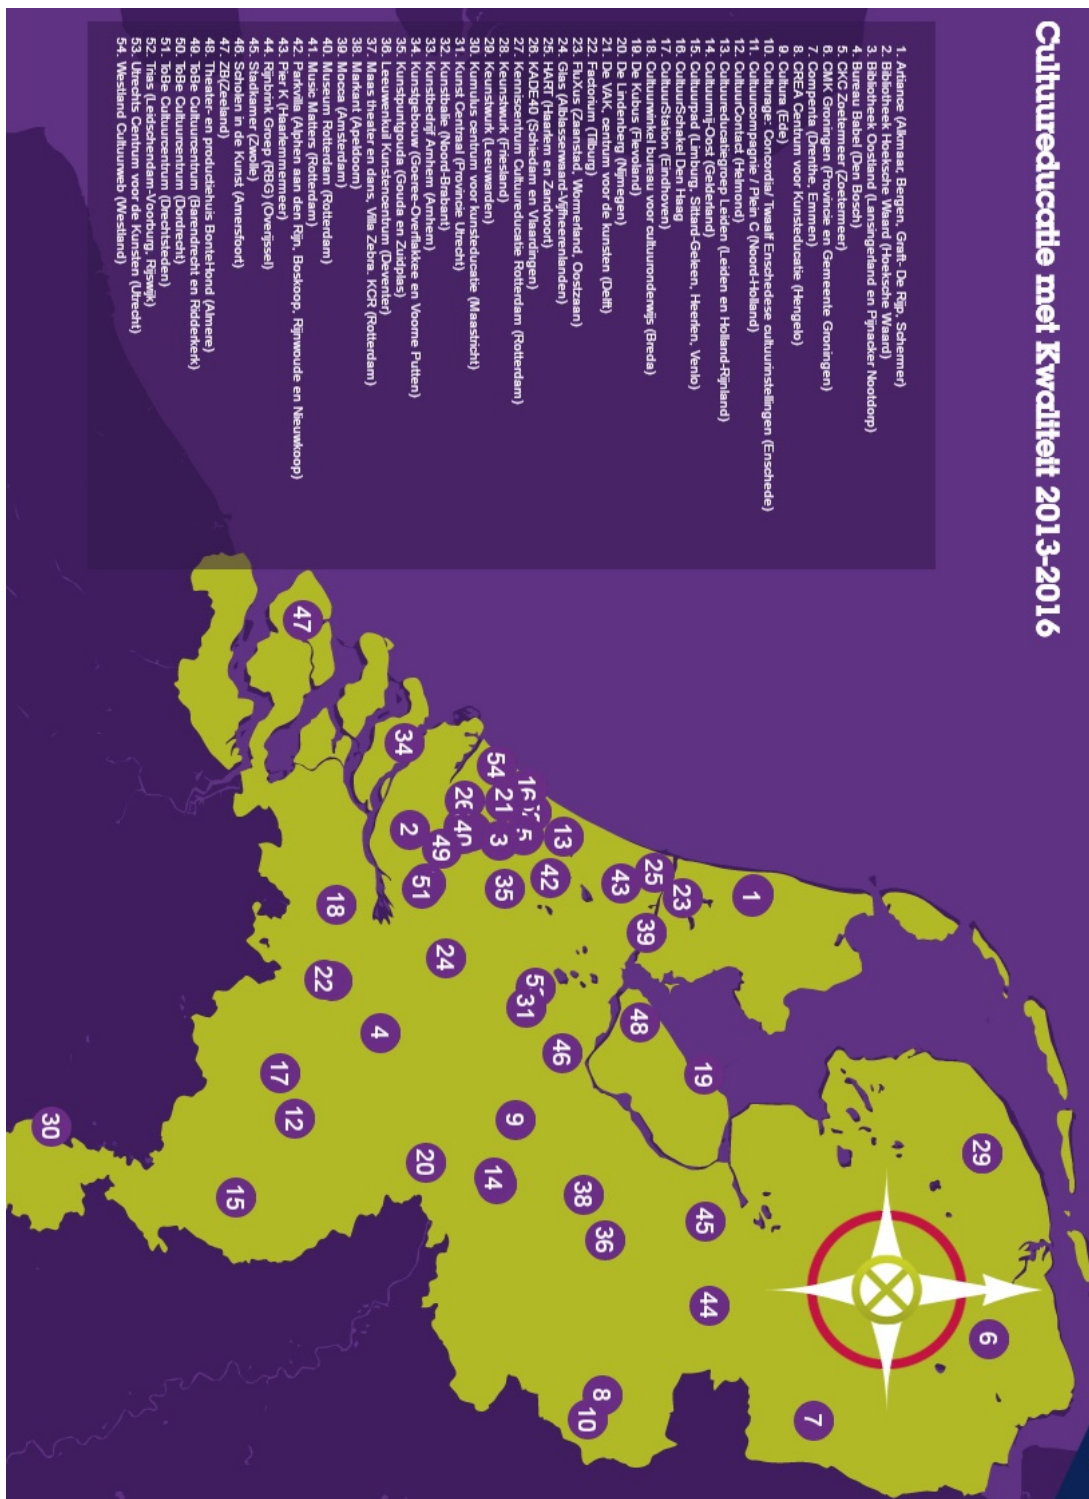 Cultuureducatie met Kwaliteit 2013-2016
1. Artiance (Alkmaar, Bergen, Graft- De Rijp, Schermer)
2. Bibliotheek Hoeksche Waard (Hoeksche Waard)
3. Bibliotheek Oostland (Lansingerland en Pijnacker Nootdorp)
4. Bureau Babel (Den Bosch)
5. CKC Zoetermeer (Zoetermeer)
6. CMK Groningen (Provincie en Gemeente Groningen)
7. Compenta (Drenthe, Emmen)
8. CREA Centrum voor Kunsteducatie (Hengelo)
9. Cultura (Ede)
10. Culturage: Concordia/ Twaalf Enschedese cultuurinstellingen (Enschede)
11. Cultuurcompagnie / Plein C (Noord-Holland)
12. CultuurContact (Helmond)
13. Cultuureducatiegroep Leiden (Leiden en Holland-Rijnland)
14. Cultuurmij-Oost (Gelderland)
15. Cultuurpad (Limburg, Sittard-Geleen, Heerlen, Venlo)
16. CultuurSchakel Den Haag
17. CultuurStation (Eindhoven)
18. Cultuurwinkel bureau voor cultuuronderwijs (Breda)
19. De Kubus (Flevoland)
20. De Lindenberg (Nijmegen)
21. De VAK, centrum voor de kunsten (Delft)
22. Factorium (Tilburg)
23. FluXus (Zaanstad, Wormerland, Oostzaan)
24. Glas (Alblasserwaard-Vijfheerenlanden)
25. HART (Haarlem en Zandvoort)
26. KADE40 (Schiedam en Vlaardingen)
27. Kenniscentrum Cultuureducatie Rotterdam (Rotterdam)
28. Keunstwurk (Friesland)
29. Keunstwurk (Leeuwarden)
30. Kumulus centrum voor kunsteducatie (Maastricht)
31. Kunst Centraal (Provincie Utrecht)
32. Kunstbalie (Noord-Brabant)
33. Kunstbedrijf Arnhem (Arnhem)
34. Kunstgebouw (Goeree-Overflakkee en Voorne Putten)
35. Kunstpuntgouda (Gouda en Zuidplas)
36. Leeuwenkuil Kunstencentrum (Deventer)
37. Maas theater en dans, Villa Zebra. KCR (Rotterdam)
38. Markant (Apeldoorn)
39. Mocca (Amsterdam)
40. Museum Rotterdam (Rotterdam)
41. Music Matters (Rotterdam)
42. Parkvilla (Alphen aan den Rijn, Boskoop, Rijnwoude en Nieuwkoop)
43. Pier K (Haarlemmermeer)
44. Rijnbrink Groep (RBG) (Overijssel)
45. Stadkamer (Zwolle)
46. Scholen in de Kunst (Amersfoort)
47. ZB(Zeeland)
48. Theater- en productiehuis BonteHond (Almere)
49. ToBe Cultuurcentrum (Barendrecht en Ridderkerk)
50. ToBe Cultuurcentrum (Dordrecht)
51. ToBe Cultuurcentrum (Drechtsteden)
52. Trias (Leidschendam-Voorburg, Rijswijk)
53. Utrechts Centrum voor de Kunsten (Utrecht)
54. Westland Cultuurweb (Westland)
29
6
7
1
19
45
44
23
25
39
43
48
38
36
8
10
13
42
46
16
5
31
9
54
21
3
35
14
26
40
49
24
20
34
2
51
4
18
22
47
17
12
15
30